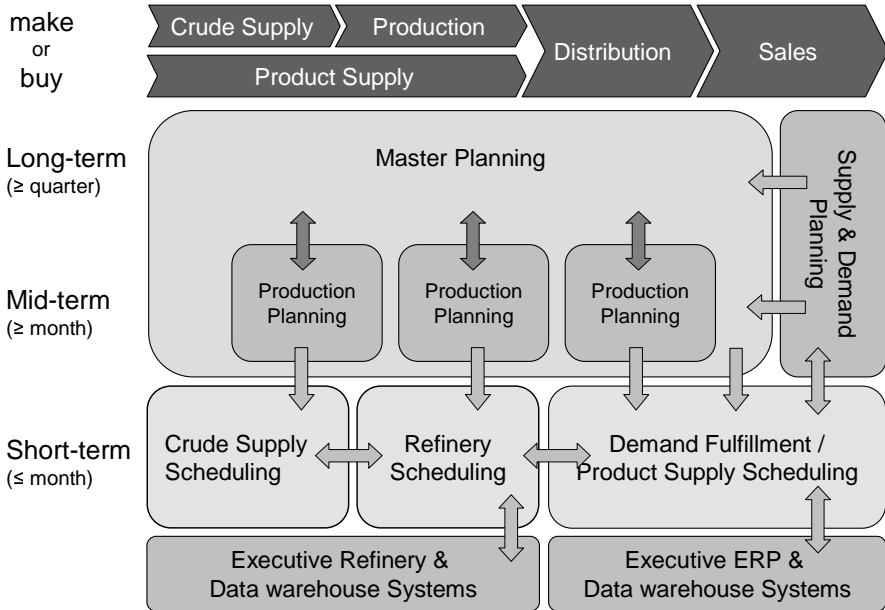 make
or
buy
Crude Supply
Production
Product Supply
Distribution
Sales
Long-term
(≥ quarter)
Master Planning
Supply & Demand
Planning
Mid-term
(≥ month)
Production
Planning
Production
Planning
Production
Planning
Short-term
(≤ month)
Crude Supply
Scheduling
Refinery
Scheduling
Demand Fulfillment /
Product Supply Scheduling
Executive Refinery &
Data warehouse Systems
Executive ERP &
Data warehouse Systems